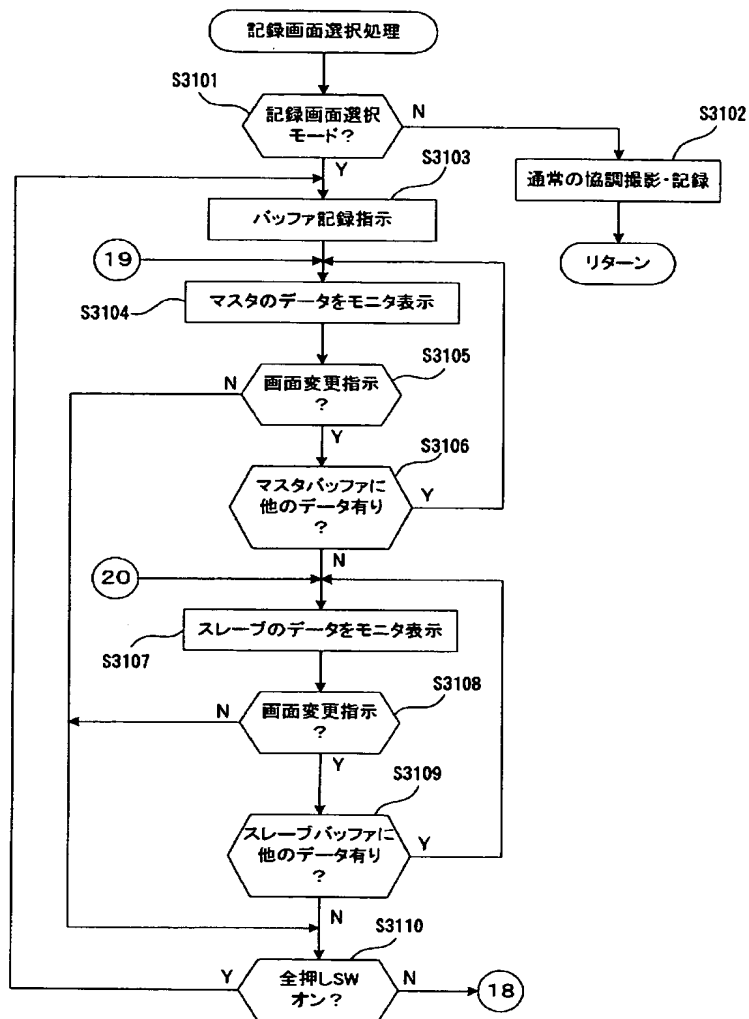 記録画面選択処理
S3101
記録画面選択
モード？
N
S3102
通常の協調撮影・記録
リターン
Y
S3103
バッファ記録指示
19
マスタのデータをモニタ表示
S3104
S3105
画面変更指示
？
N
Y
S3106
マスタバッファに
他のデータ有り
？
Y
N
20
スレーブのデータをモニタ表示
S3107
S3108
画面変更指示
？
N
Y
S3109
スレーブバッファに
他のデータ有り
？
Y
N
S3110
全押しSW
オン？
Y
N
18